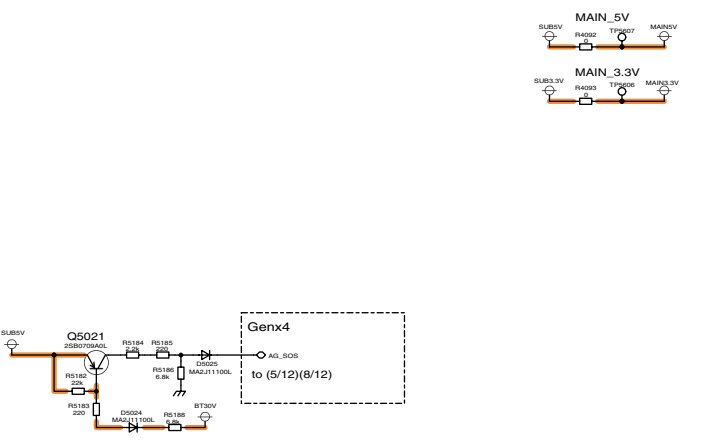 MAIN_5V
SUB5V
R4092
0
TP5607
MAIN5V
MAIN_3.3V
SUB3.3V
R4093
0
TP5606
MAIN3.3V
SUB5V
Q5021
2SB0709A0L
R5182
22k
R5183
220
R5184
2.2k
R5185
220
R5186
6.8k
D5025
MA2J11100L
D5024
MA2J11100L
R5188
6.8k
BT30V
Genx4
AG_SOS
to (5/12)(8/12)